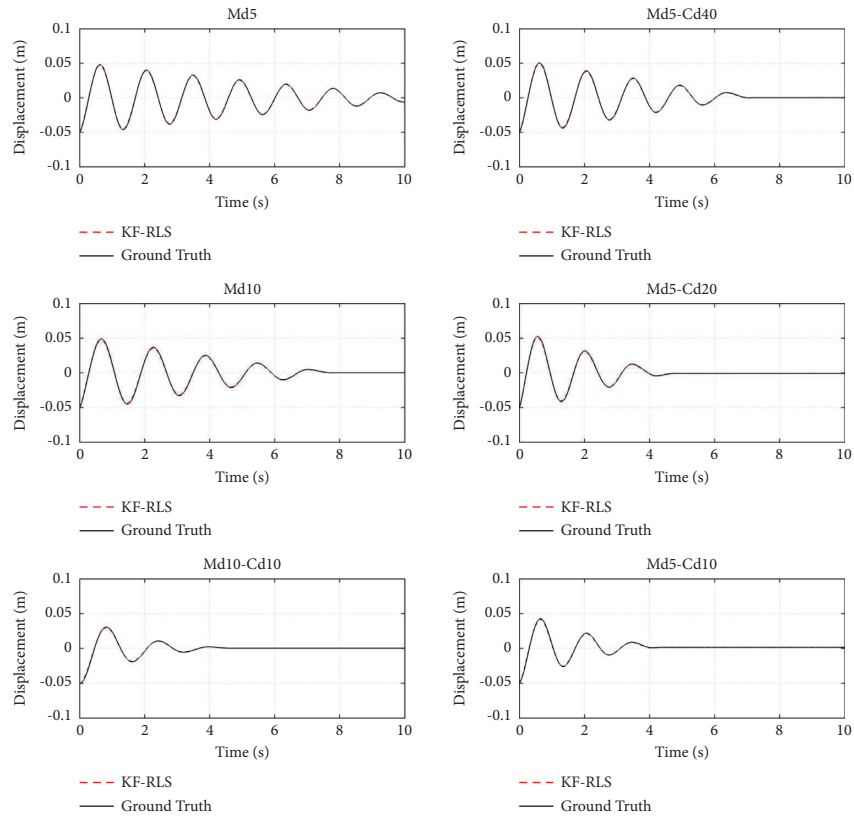 Md5
0.1
0.05
0
-0.05
-0.1
Displacement (m)
0 2 4 6 8 10
Time (s)
KF-RLS
Ground Truth
Md5-Cd40
0.1
0.05
0
-0.05
-0.1
Displacement (m)
0 2 4 6 8 10
Time (s)
KF-RLS
Ground Truth
Md10
0.1
0.05
0
-0.05
-0.1
Displacement (m)
0 2 4 6 8 10
Time (s)
KF-RLS
Ground Truth
Md5-Cd20
0.1
0.05
0
-0.05
-0.1
Displacement (m)
0 2 4 6 8 10
Time (s)
KF-RLS
Ground Truth
Md10-Cd10
0.1
0.05
0
-0.05
-0.1
Displacement (m)
0 2 4 6 8 10
Time (s)
KF-RLS
Ground Truth
Md5-Cd10
0.1
0.05
0
-0.05
-0.1
Displacement (m)
0 2 4 6 8 10
Time (s)
KF-RLS
Ground Truth